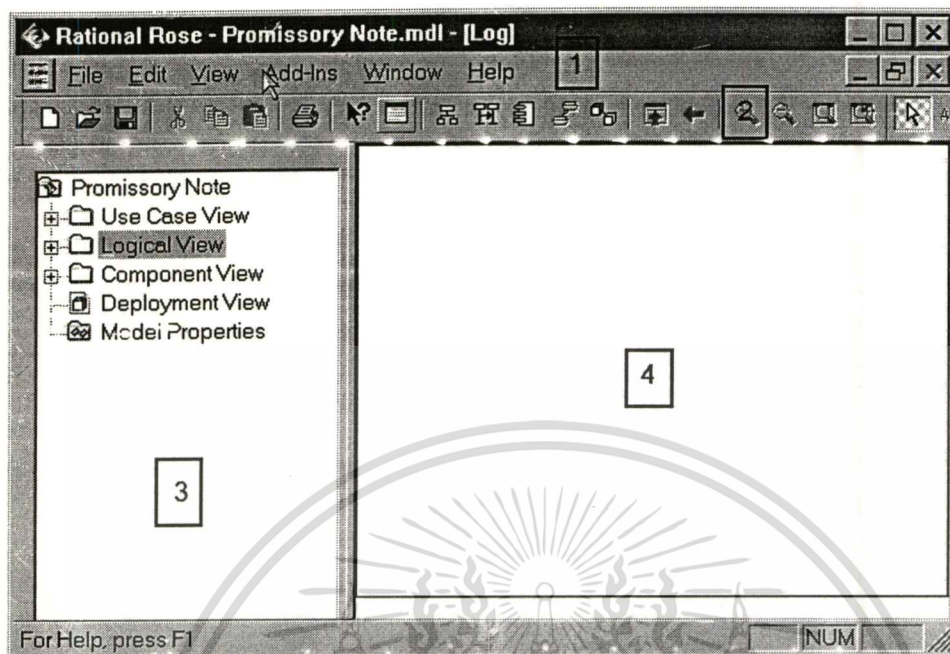 Rational Rose - Promissory Note.mdl - [Log]
File Edit View Add-Ins Window Help
1
2
Promissory Note
Use Case View
Logical View
Component View
Deployment View
Model Properties
3
4
For Help, press F1
NUM